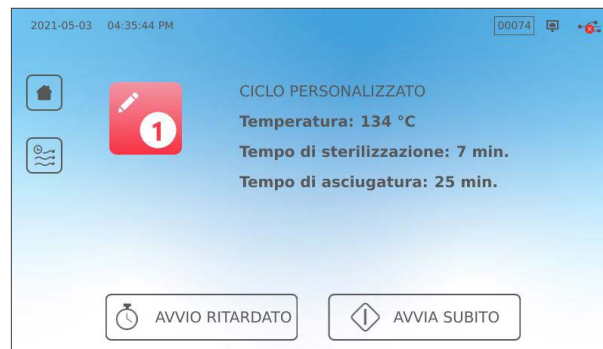 2021-05-03 04:35:44 PM 00074
CICLO PERSONALIZZATO
1
Temperatura: 134 °C
Tempo di sterilizzazione: 7 min.
Tempo di asciugatura: 25 min.
AVVIO RITARDATO AVVIA SUBITO